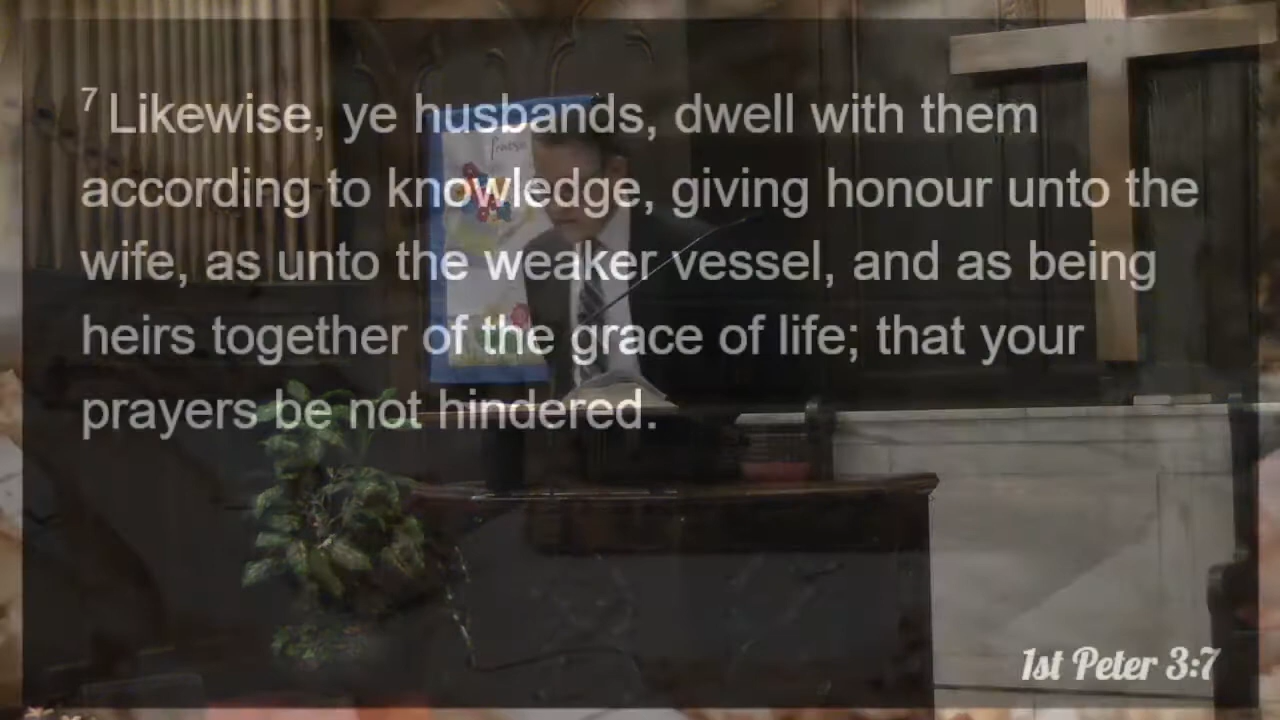 7 Likewise, ye husbands, dwell with them
according to knowledge, giving honour unto the
wife, as unto the weaker vessel, and as being
heirs together of the grace of life; that your
prayers be not hindered.
1st Peter 3:7